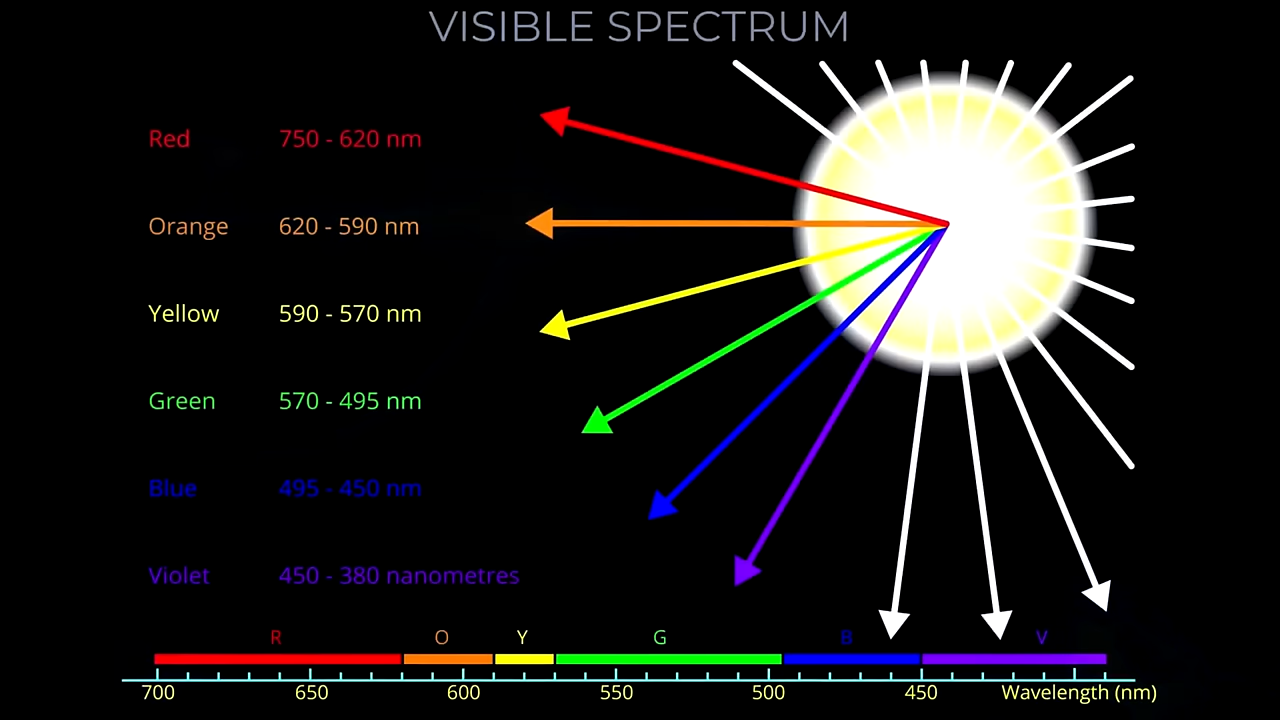 VISIBLE SPECTRUM
Red 750 - 620 nm
Orange 620 - 590 nm
Yellow 590 - 570 nm
Green 570 - 495 nm
Blue 495 - 450 nm
Violet 450 - 380 nanometres
R O Y G B V
700 650 600 550 500 450 Wavelength (nm)